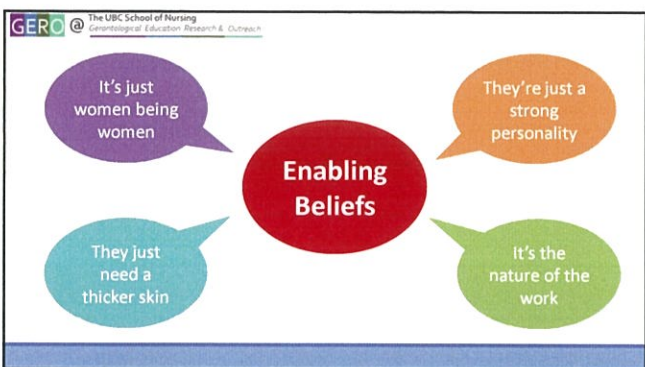 GERO @ The UBC School of Nursing
Gerontological Education Research & Outreach
It's just
women being
women
They're just a
strong
personality
Enabling
Beliefs
They just
need a
thicker skin
It's the
nature of the
work